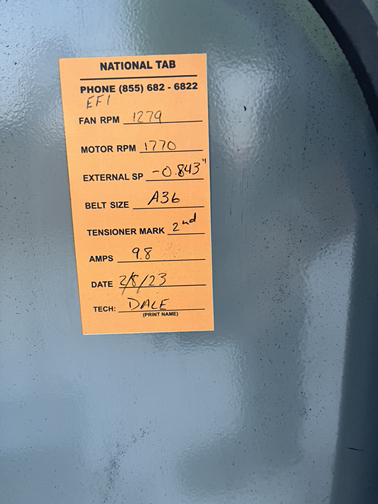 NATIONAL TAB
PHONE (855) 682 - 6822
EF1
FAN RPM 1279
MOTOR RPM 1770
EXTERNAL SP -0.843"
BELT SIZE A36
TENSIONER MARK 2nd
AMPS 9.8
DATE 2/8/23
TECH: DALE
(PRINT NAME)